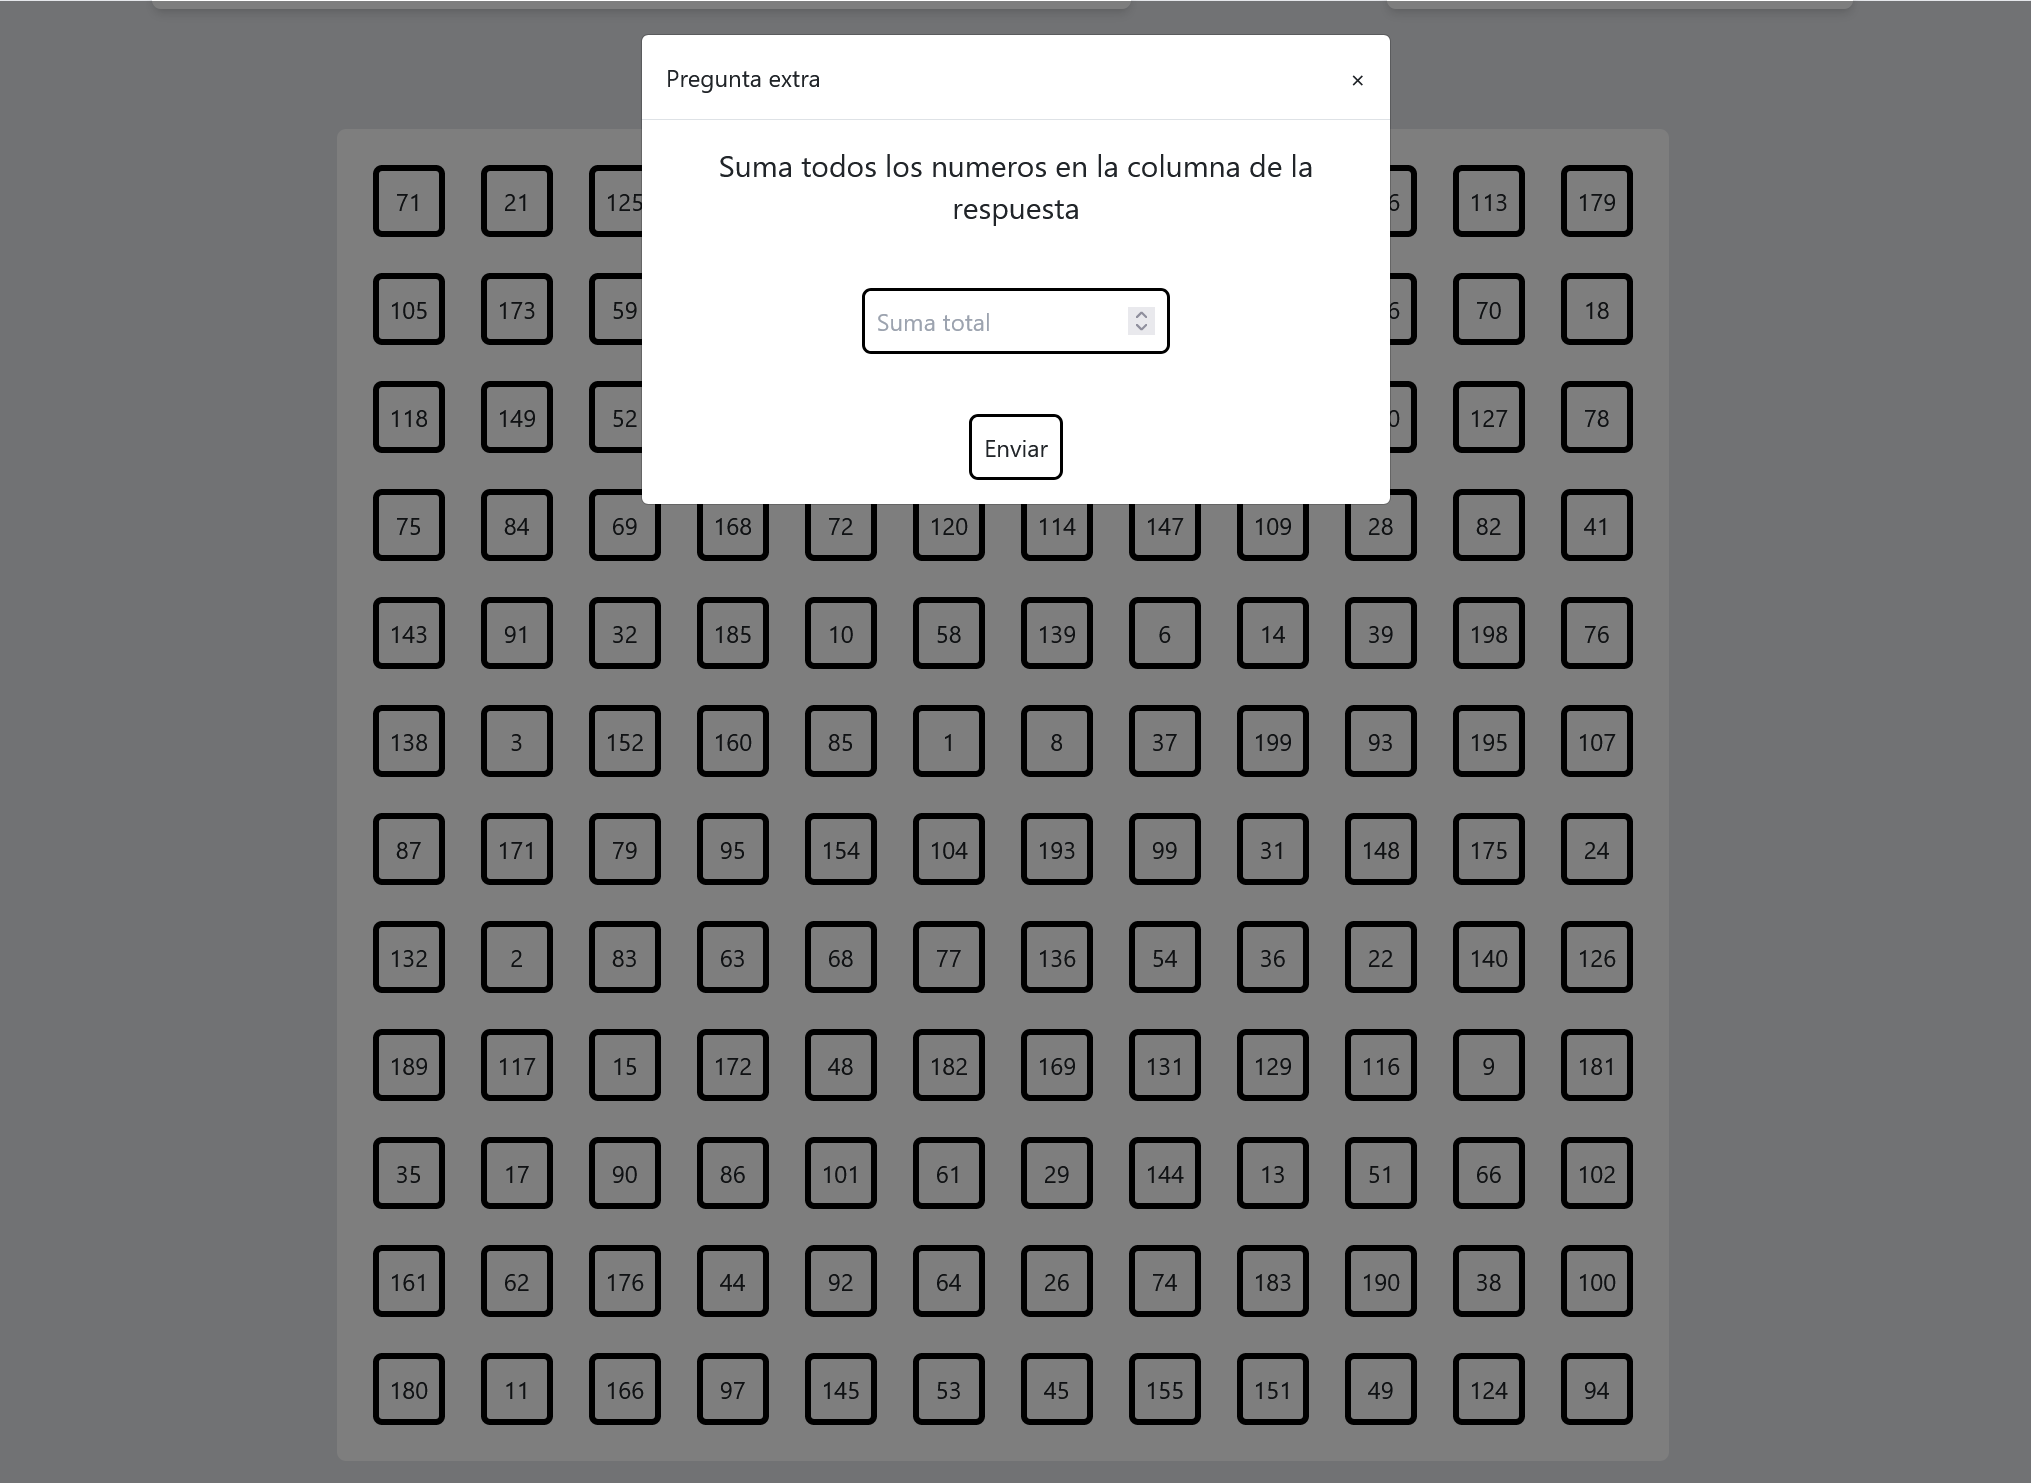 Pregunta extra ×
Suma todos los numeros en la columna de la
respuesta
Suma total
Enviar
71 21 125 113 179
105 173 59 70 18
118 149 52 127 78
75 84 69 168 72 120 114 147 109 28 82 41
143 91 32 185 10 58 139 6 14 39 198 76
138 3 152 160 85 1 8 37 199 93 195 107
87 171 79 95 154 104 193 99 31 148 175 24
132 2 83 63 68 77 136 54 36 22 140 126
189 117 15 172 48 182 169 131 129 116 9 181
35 17 90 86 101 61 29 144 13 51 66 102
161 62 176 44 92 64 26 74 183 190 38 100
180 11 166 97 145 53 45 155 151 49 124 94